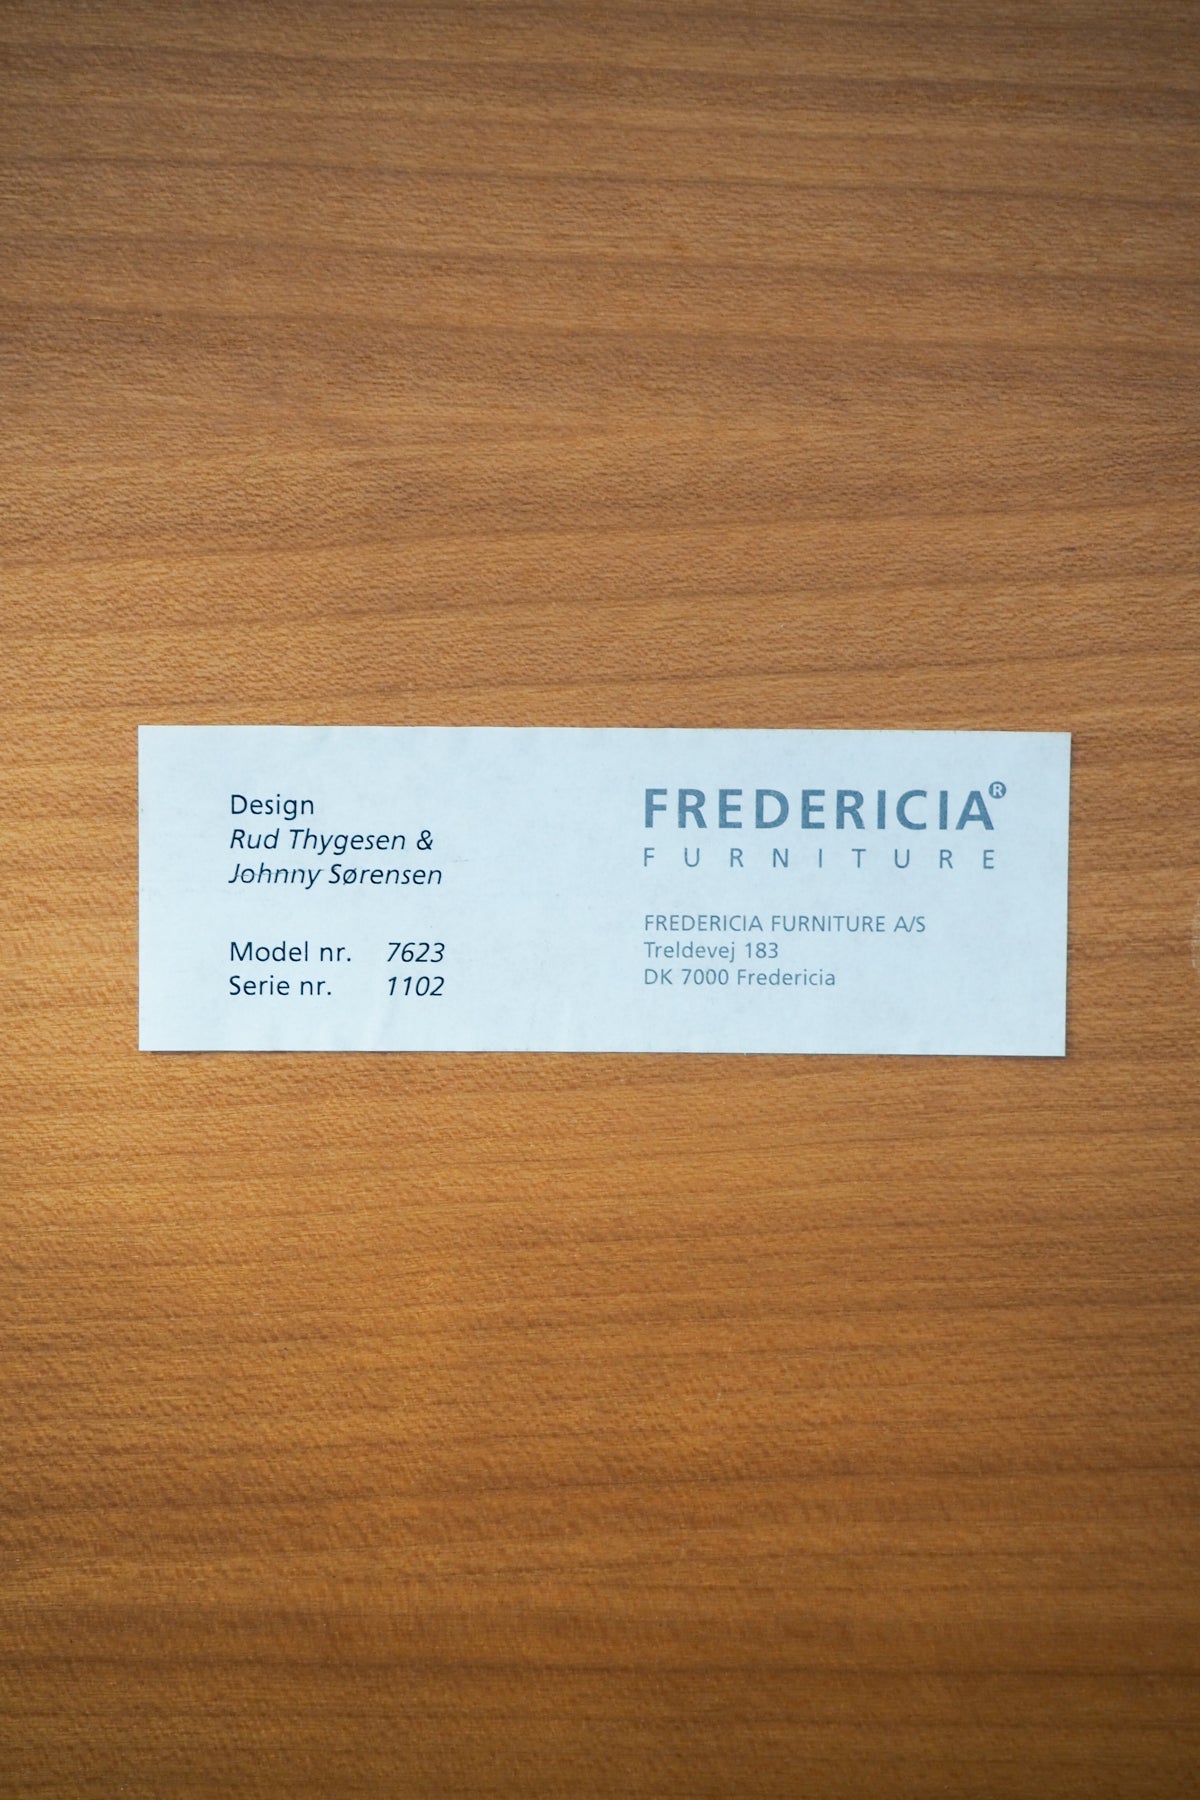 Design
Rud Thygesen &
Johnny Sørensen
Model nr. 7623
Serie nr. 1102
FREDERICIA®
FURNITURE
FREDERICIA FURNITURE A/S
Treldevej 183
DK 7000 Fredericia